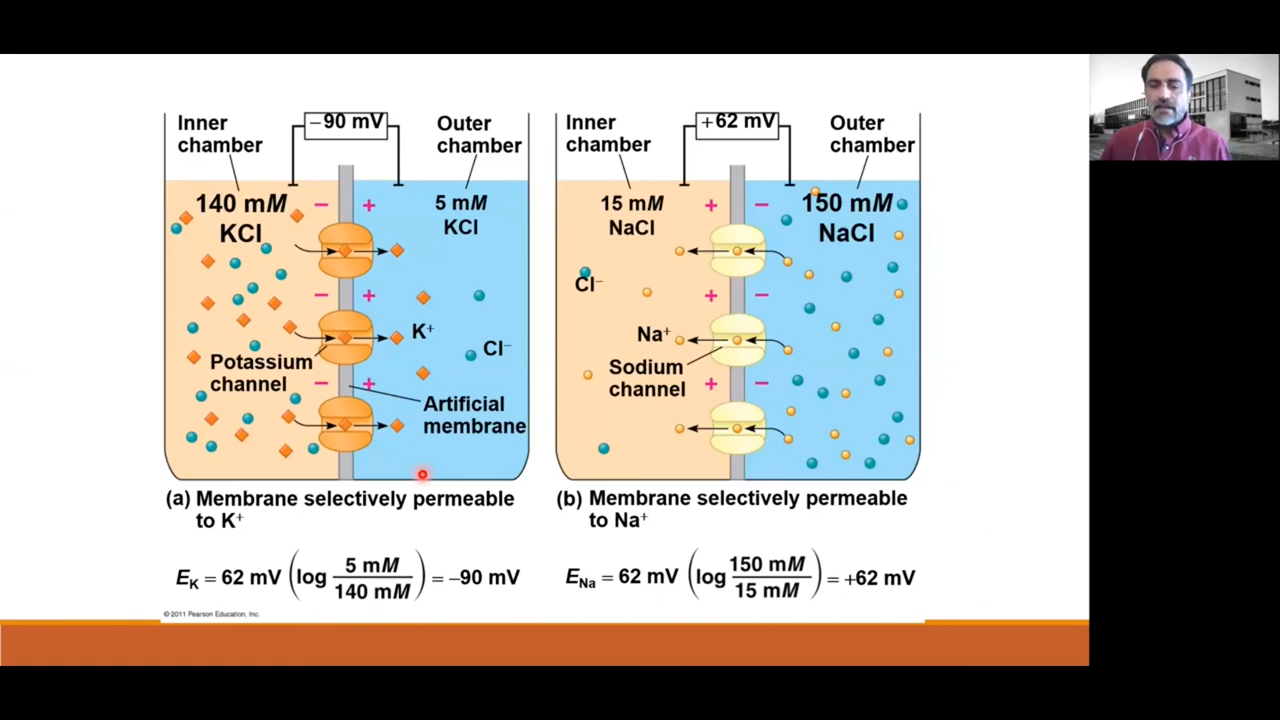 Inner
chamber
−90 mV
Outer
chamber
140 mM
KCl
− +
5 mM
KCl
− +
K⁺
Cl⁻
Potassium
channel
− +
Artificial
membrane
(a) Membrane selectively permeable
to K⁺
E_K = 62 mV (log 5 mM / 140 mM) = −90 mV
Inner
chamber
+62 mV
Outer
chamber
15 mM
NaCl
+ −
150 mM
NaCl
Cl⁻
+ −
Na⁺
Sodium
channel
+ −
(b) Membrane selectively permeable
to Na⁺
E_Na = 62 mV (log 150 mM / 15 mM) = +62 mV
© 2011 Pearson Education, Inc.